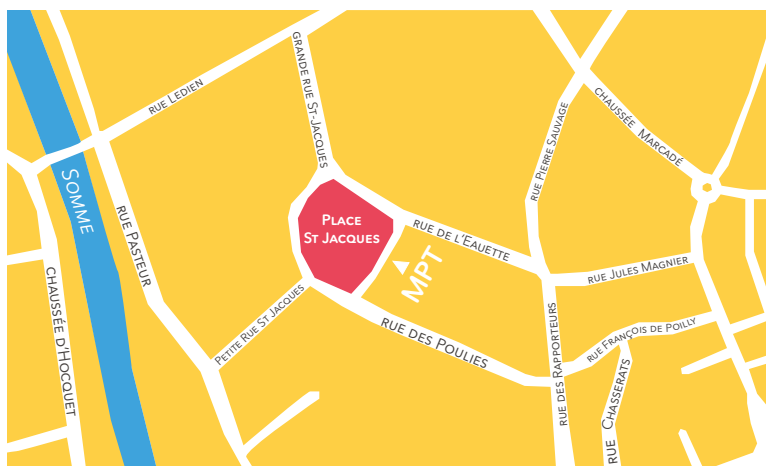 Rue Ledien
Grande rue St-Jacques
Rue Pierre Sauvage
Chaussée Marcadé
Somme
Rue Pasteur
Place
St Jacques
Rue de l'Eauette
MPT
Chaussée d'Hocquet
Petite Rue St Jacques
Rue des Poulies
Rue des Rapporteurs
Rue Jules Magnier
Rue François de Poilly
Rue Chasserats